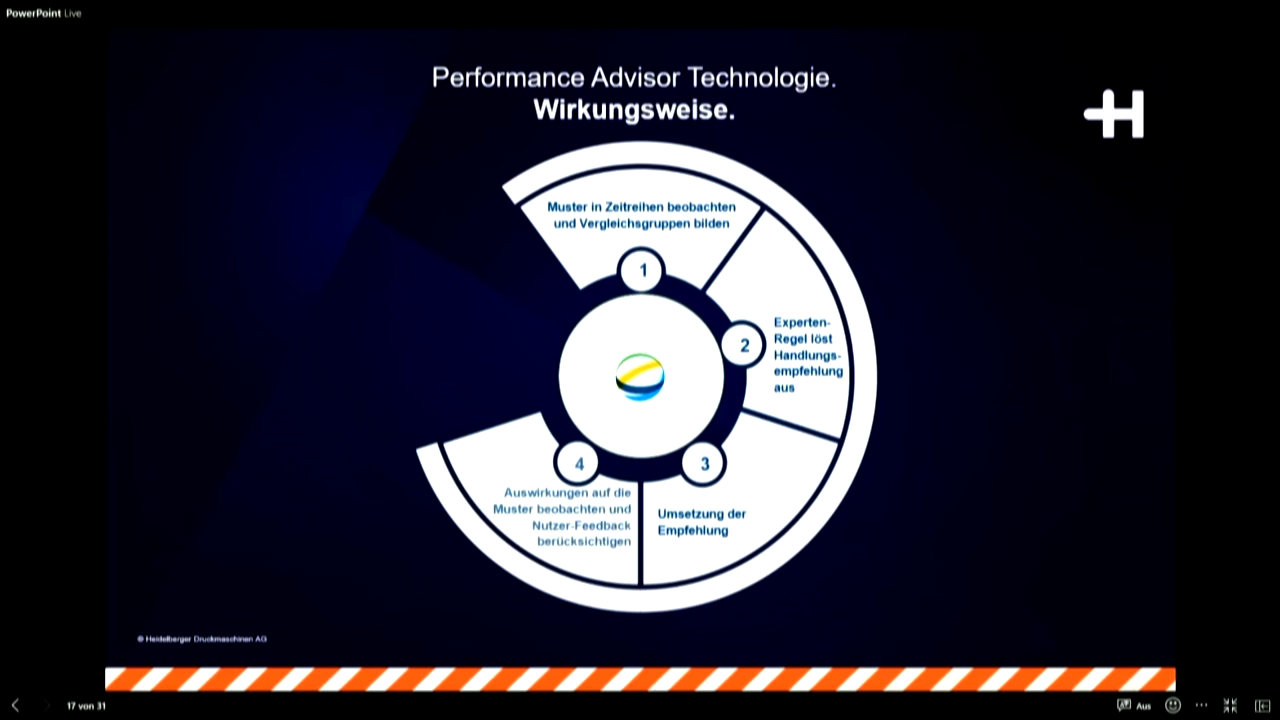 PowerPoint Live
Performance Advisor Technologie.
Wirkungsweise.
Muster in Zeitreihen beobachten
und Vergleichsgruppen bilden
1
2
Experten-
Regel löst
Handlungs-
empfehlung
aus
3
Umsetzung der
Empfehlung
4
Auswirkungen auf die
Muster beobachten und
Nutzer-Feedback
berücksichtigen
© Heidelberger Druckmaschinen AG
17 von 31
Aus